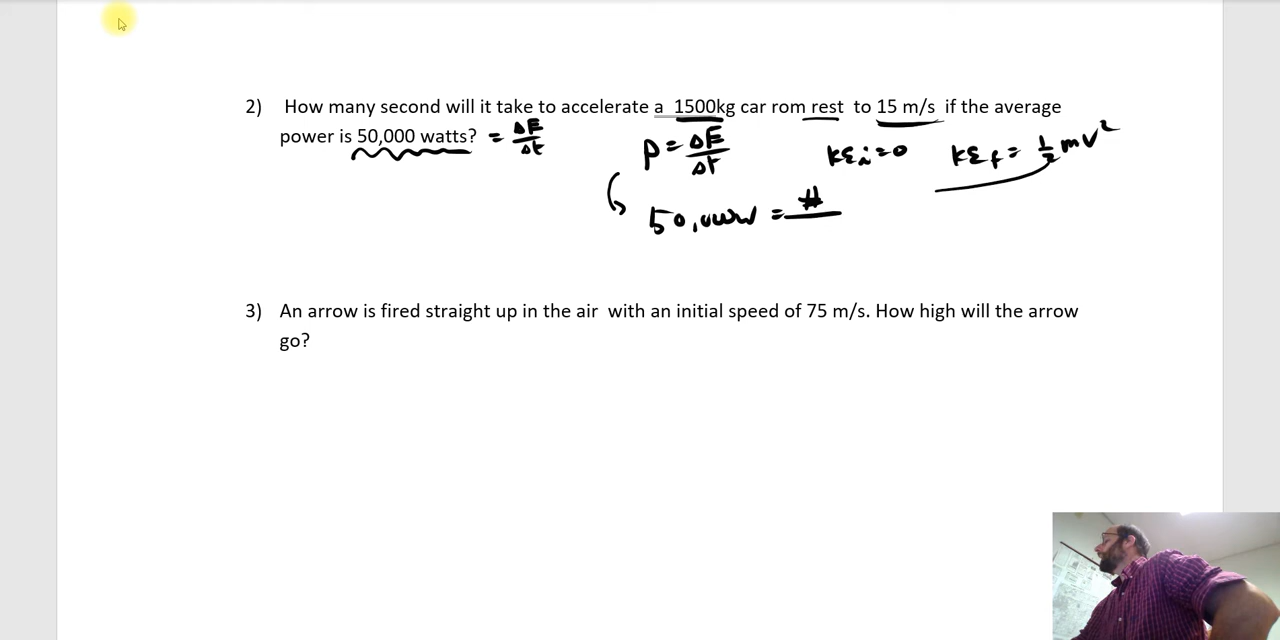 2) How many second will it take to accelerate a 1500kg car rom rest to 15 m/s if the average
power is 50,000 watts? = ΔE/Δt
P = ΔE/Δt
KEi = 0
KEf = 1/2 mv²
50,000W = #
3) An arrow is fired straight up in the air with an initial speed of 75 m/s. How high will the arrow
go?